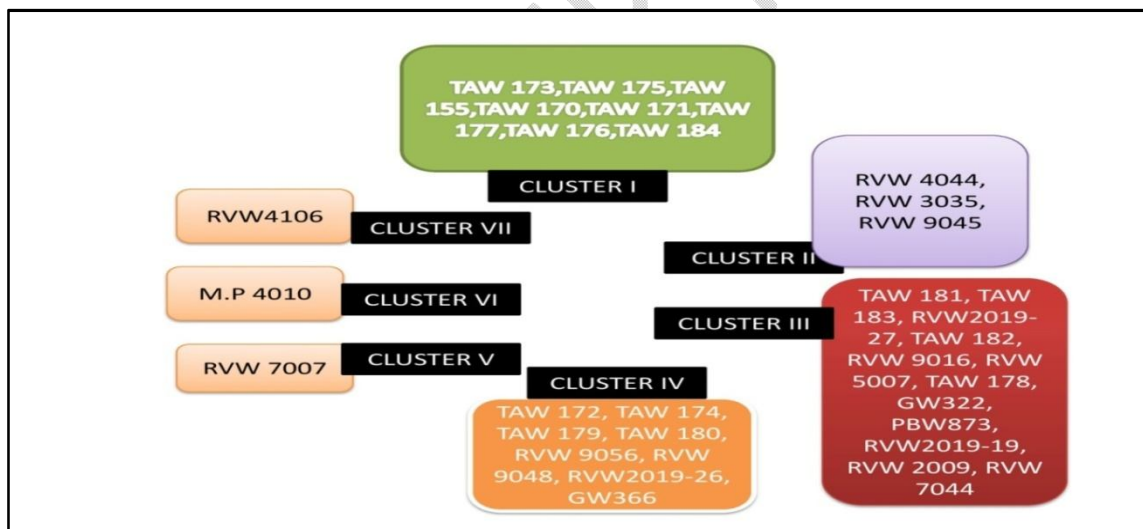 TAW 173,TAW 175,TAW
155,TAW 170,TAW 171,TAW
177,TAW 176,TAW 184
CLUSTER I
RVW 4044,
RVW 3035,
RVW 9045
CLUSTER II
TAW 181, TAW
183, RVW2019-
27, TAW 182,
RVW 9016, RVW
5007, TAW 178,
GW322,
PBW873,
RVW2019-19,
RVW 2009, RVW
7044
CLUSTER III
CLUSTER IV
TAW 172, TAW 174,
TAW 179, TAW 180,
RVW 9056, RVW
9048, RVW2019-26,
GW366
RVW 7007
CLUSTER V
M.P 4010
CLUSTER VI
RVW4106
CLUSTER VII